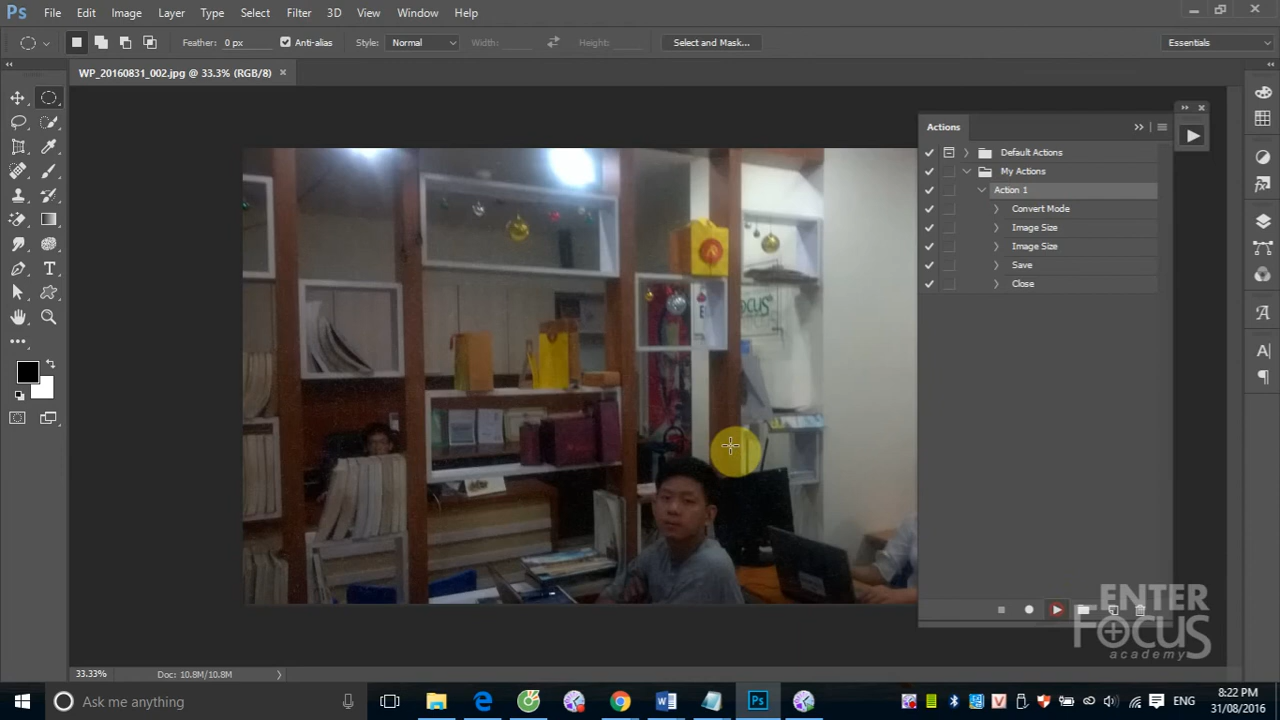 Ps File Edit Image Layer Type Select Filter 3D View Window Help
Feather: 0 px Anti-alias Style: Normal Width: Height: Select and Mask... Essentials
WP_20160831_002.jpg @ 33.3% (RGB/8)
Actions
Default Actions
My Actions
Action 1
Convert Mode
Image Size
Image Size
Save
Close
OCUS
ENTER
FOCUS
academy
33.33% Doc: 10.8M/10.8M
Ask me anything
ENG
8:22 PM
31/08/2016